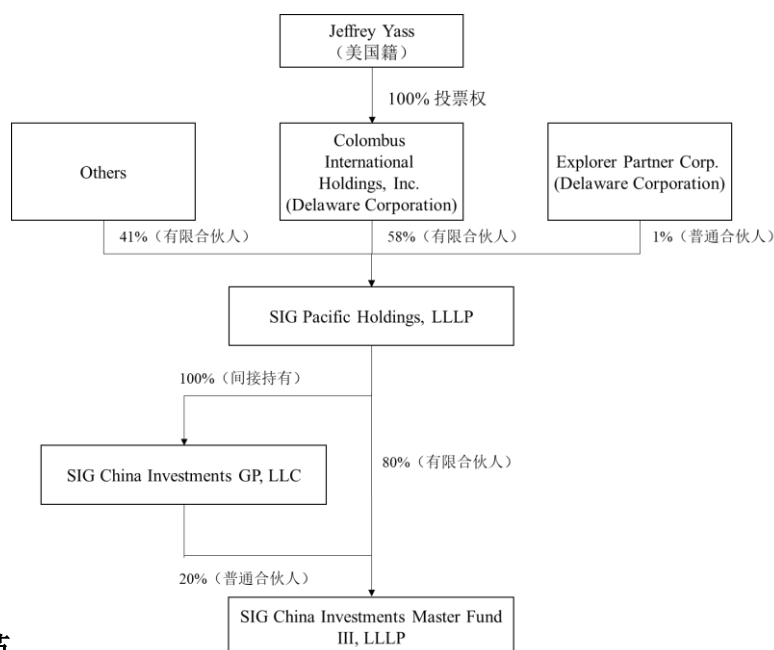 Jeffrey Yass
（美国籍）
100% 投票权
Others
Colombus
International
Holdings, Inc.
(Delaware Corporation)
Explorer Partner Corp.
(Delaware Corporation)
41%（有限合伙人）
58%（有限合伙人）
1%（普通合伙人）
SIG Pacific Holdings, LLLP
100%（间接持有）
SIG China Investments GP, LLC
80%（有限合伙人）
20%（普通合伙人）
SIG China Investments Master Fund
III, LLLP